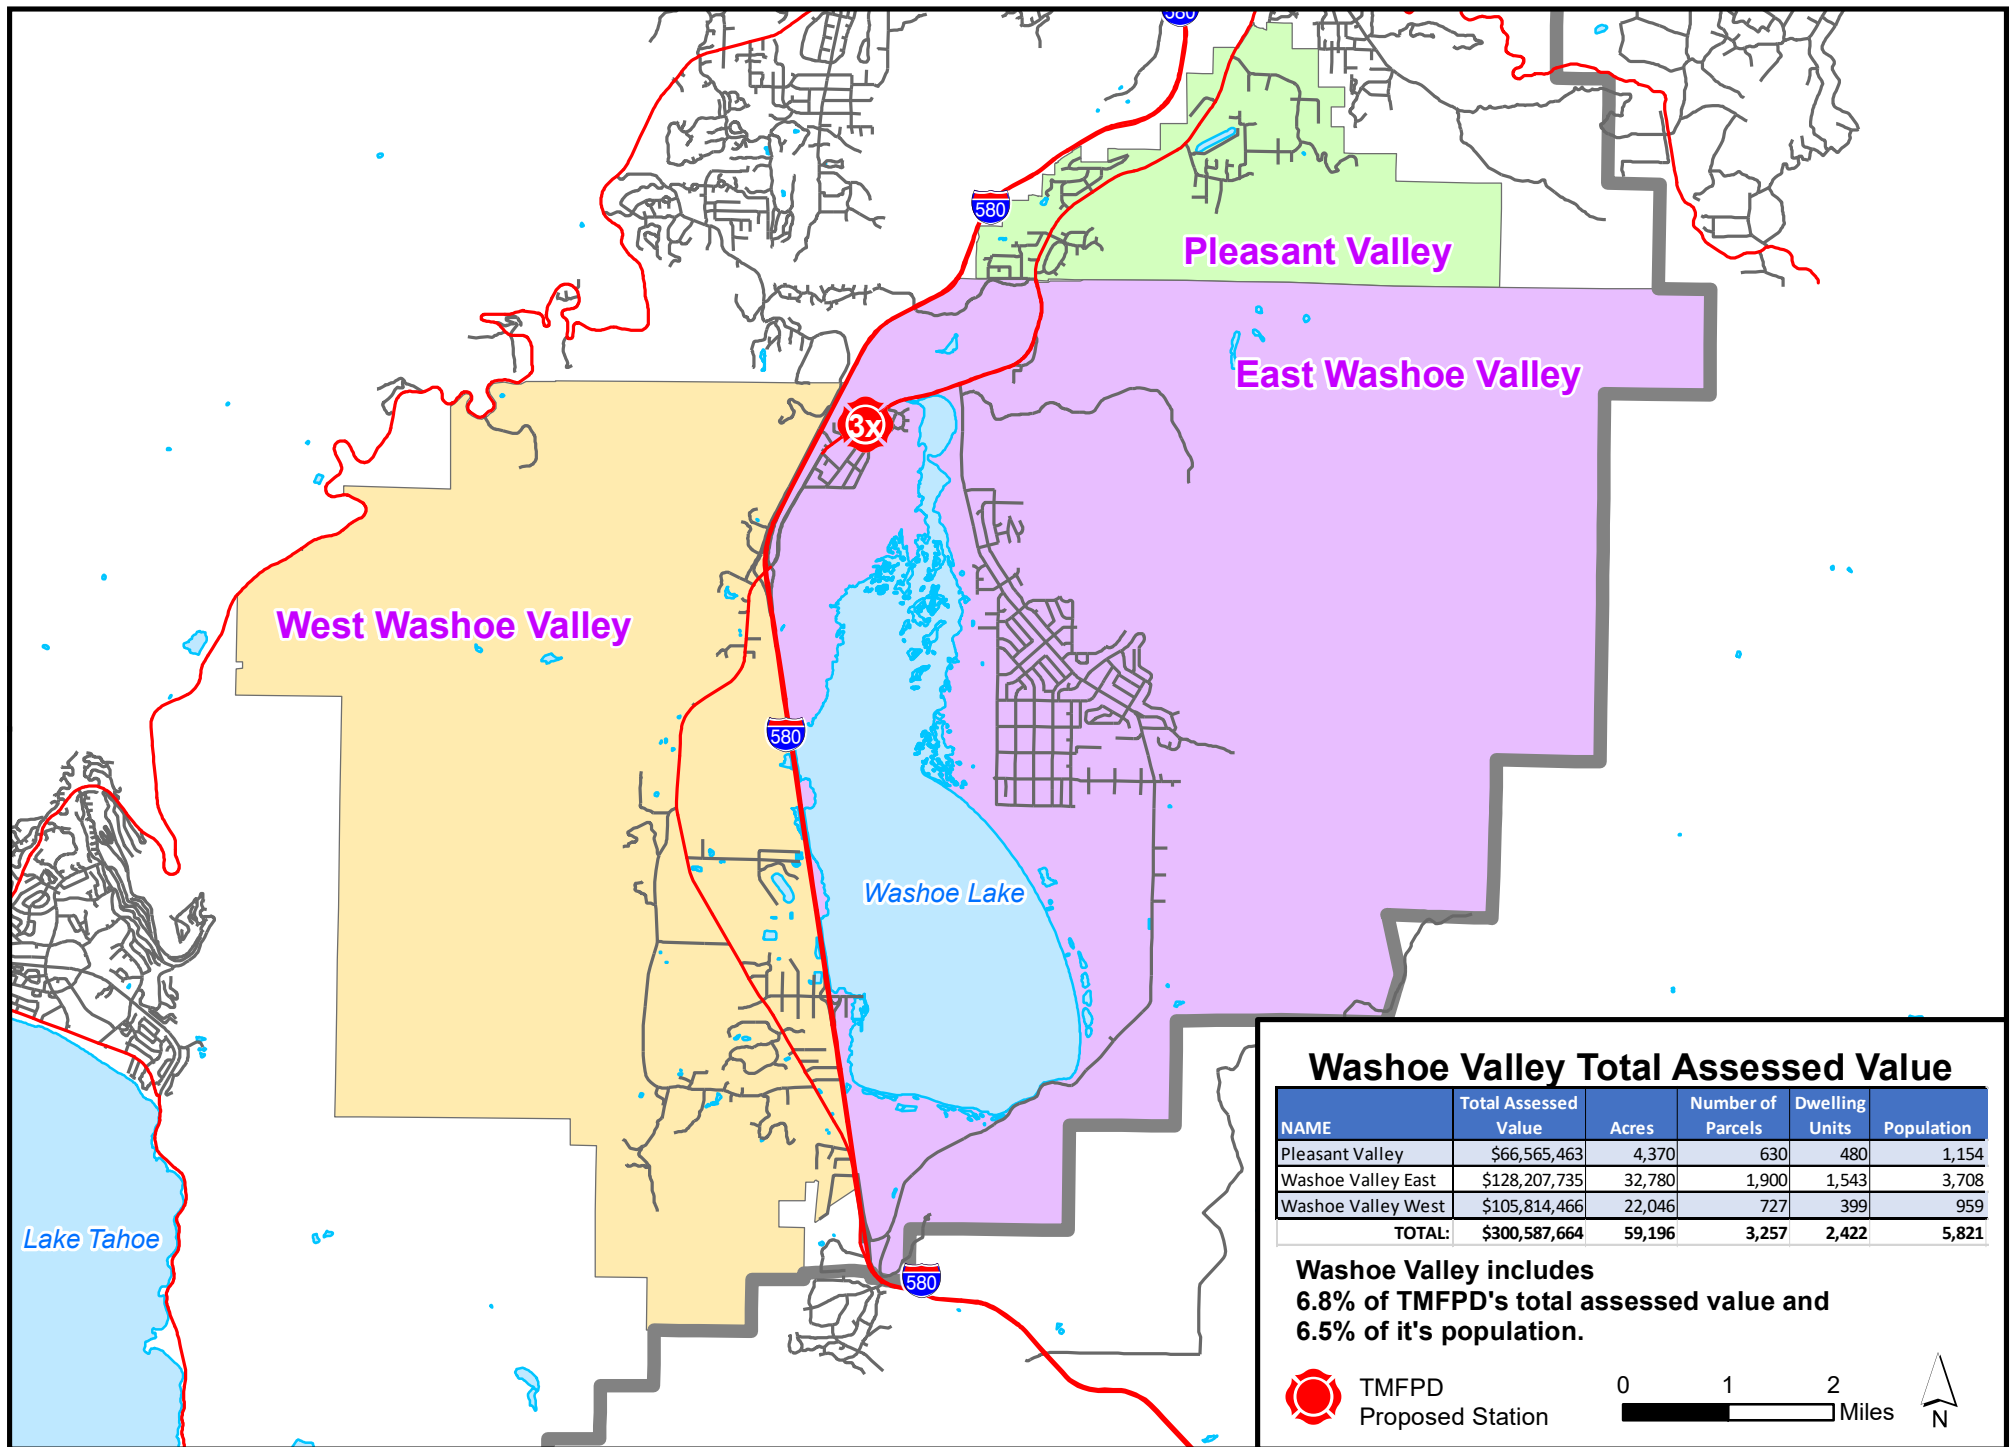 580
580
Pleasant Valley
East Washoe Valley
3x
West Washoe Valley
580
Washoe Lake
Lake Tahoe
580
Washoe Valley Total Assessed Value
NAME Total Assessed Value Acres Number of Parcels Dwelling Units Population
Pleasant Valley $66,565,463 4,370 630 480 1,154
Washoe Valley East $128,207,735 32,780 1,900 1,543 3,708
Washoe Valley West $105,814,466 22,046 727 399 959
TOTAL: $300,587,664 59,196 3,257 2,422 5,821
Washoe Valley includes
6.8% of TMFPD's total assessed value and
6.5% of it's population.
TMFPD
Proposed Station
0 1 2
Miles
N